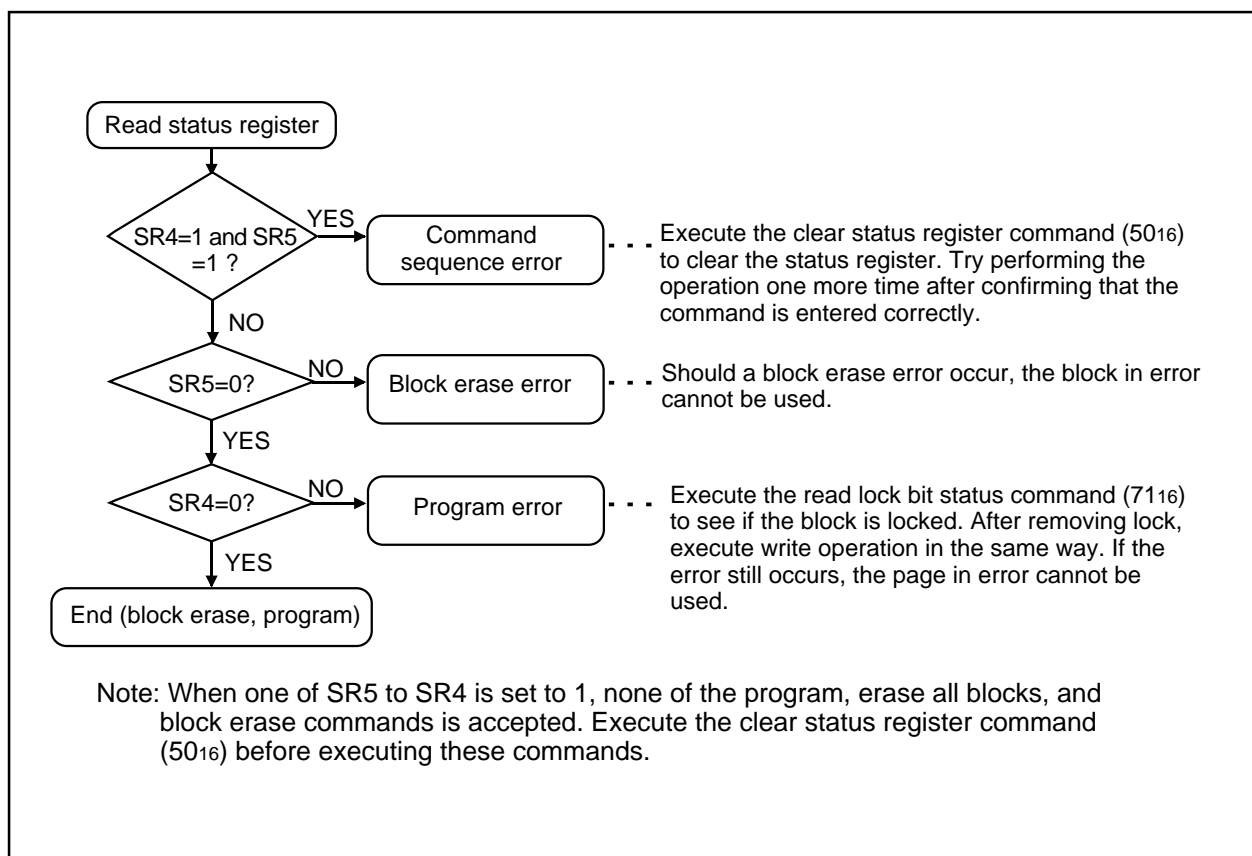 Read status register
SR4=1 and SR5
=1 ?
YES
Command
sequence error
Execute the clear status register command (5016)
to clear the status register. Try performing the
operation one more time after confirming that the
command is entered correctly.
NO
SR5=0?
NO
Block erase error
Should a block erase error occur, the block in error
cannot be used.
YES
SR4=0?
NO
Program error
Execute the read lock bit status command (7116)
to see if the block is locked. After removing lock,
execute write operation in the same way. If the
error still occurs, the page in error cannot be
used.
YES
End (block erase, program)
Note: When one of SR5 to SR4 is set to 1, none of the program, erase all blocks, and
block erase commands is accepted. Execute the clear status register command
(5016) before executing these commands.